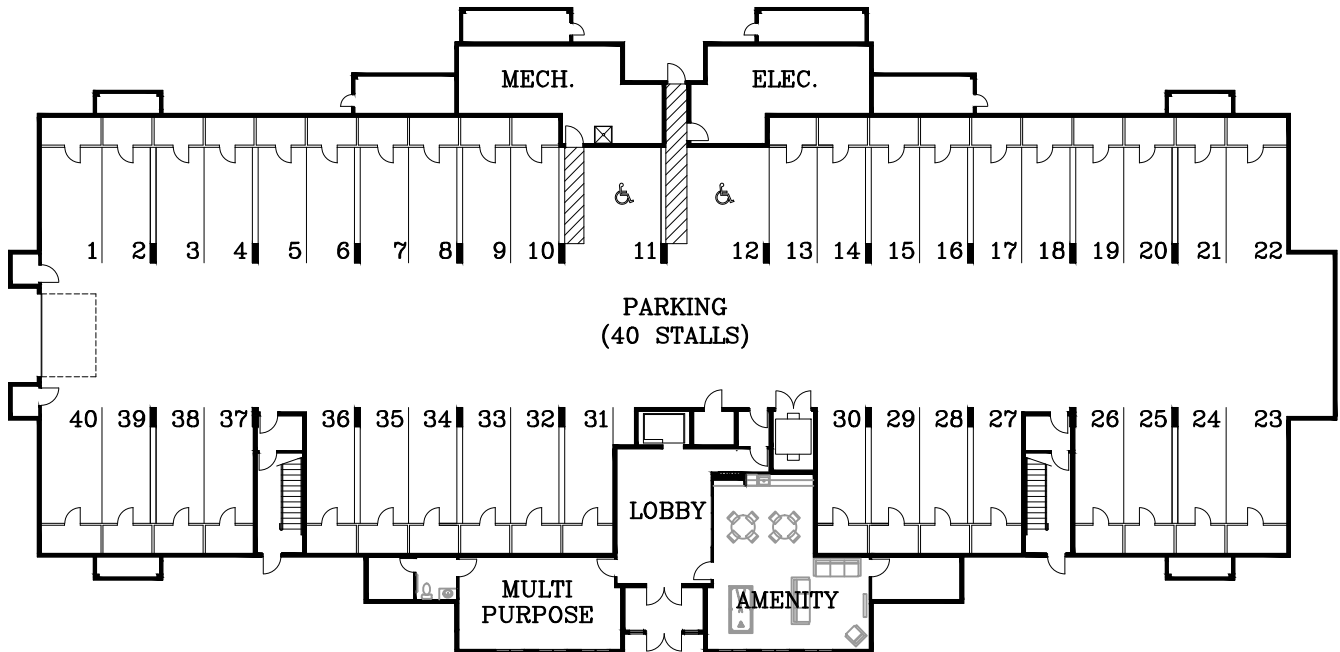 MECH.
ELEC.
1 2 3 4 5 6 7 8 9 10 11 12 13 14 15 16 17 18 19 20 21 22
PARKING
(40 STALLS)
40 39 38 37 36 35 34 33 32 31 30 29 28 27 26 25 24 23
LOBBY
MULTI
PURPOSE
AMENITY